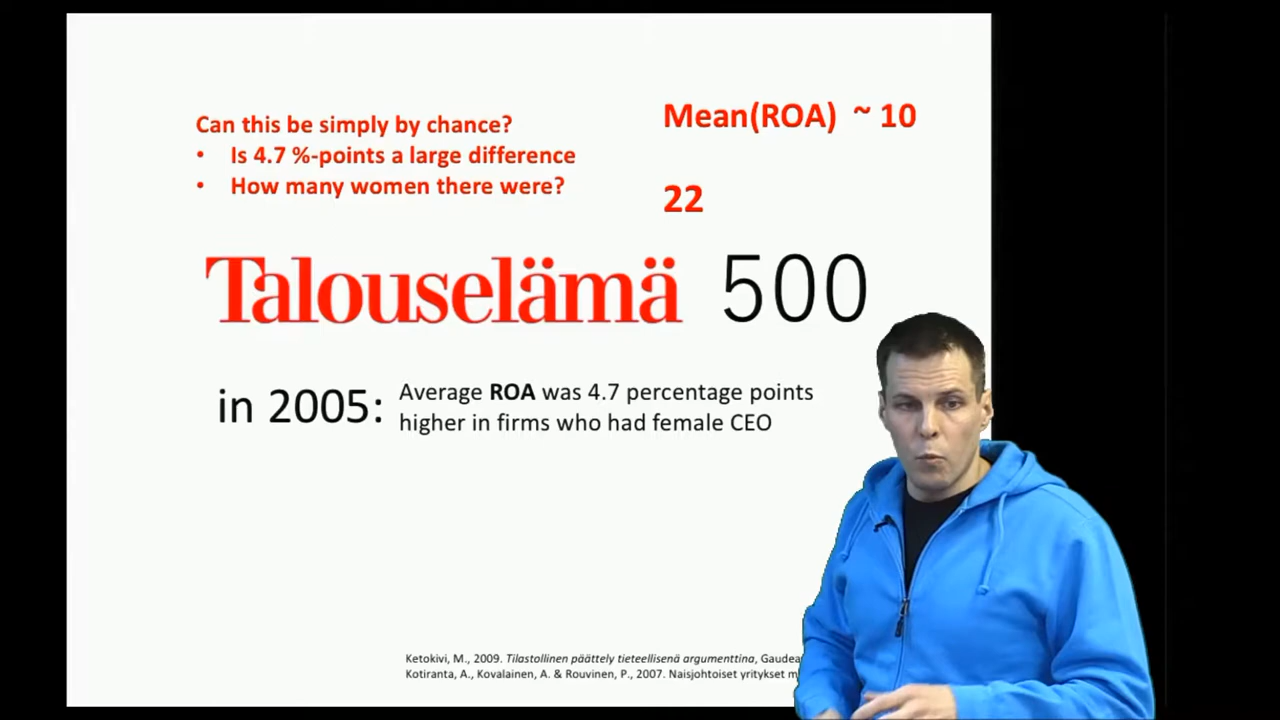 Can this be simply by chance?
• Is 4.7 %-points a large difference
• How many women there were?
Mean(ROA) ~ 10
22
Talouselämä 500
in 2005:
Average ROA was 4.7 percentage points
higher in firms who had female CEO
Ketokivi, M., 2009. Tilastollinen päättely tieteellisenä argumenttina,
Kotiranta, A., Kovalainen, A. & Rouvinen, P., 2007. Naisjohtoiset yritykset